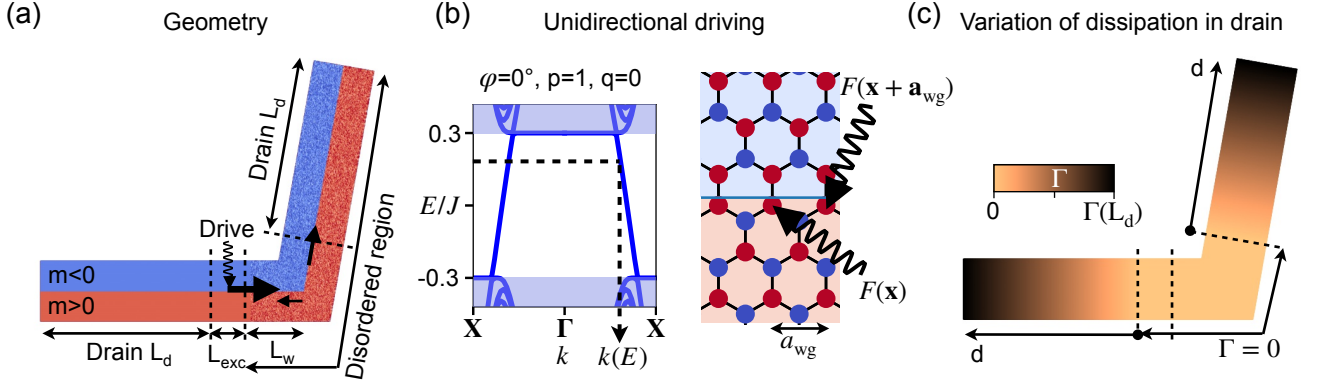 (a)
Geometry
Drain L_d
Drive
m<0
m>0
Drain L_d
L_exc
L_w
Disordered region
(b)
Unidirectional driving
φ=0°, p=1, q=0
0.3
E/J
-0.3
X
Γ
X
k
k(E)
F(x + a_wg)
F(x)
a_wg
(c)
Variation of dissipation in drain
d
Γ
0
Γ(L_d)
d
Γ = 0